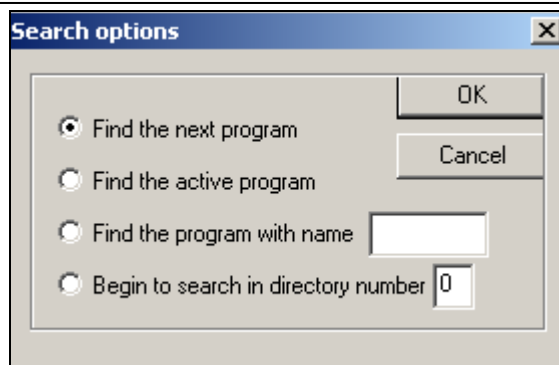 Search options
OK
Find the next program
Cancel
Find the active program
Find the program with name
Begin to search in directory number 0